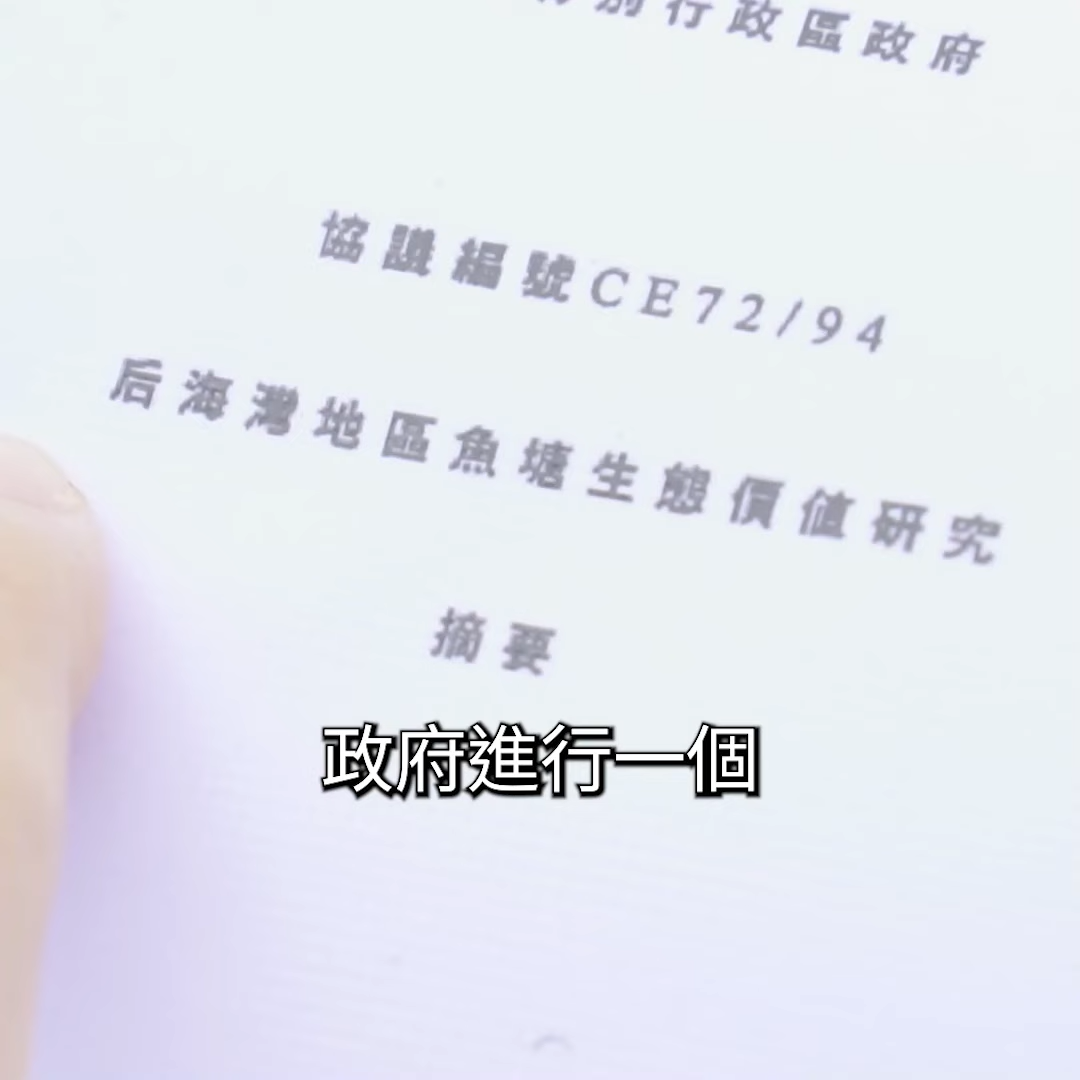 別行政區政府
協議編號CE72/94
后海灣地區魚塘生態價值研究
摘要
政府進行一個